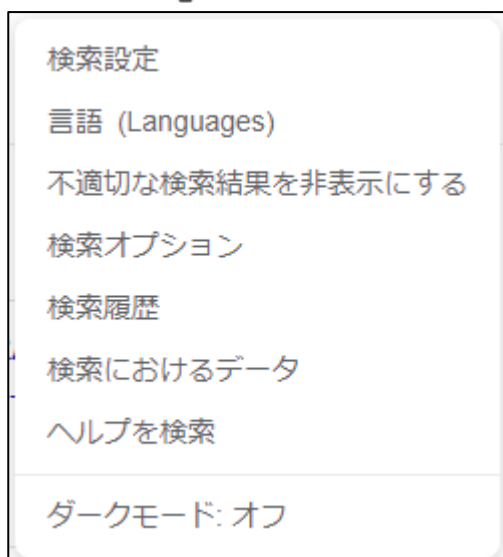 検索設定
言語 (Languages)
不適切な検索結果を非表示にする
検索オプション
検索履歴
検索におけるデータ
ヘルプを検索
ダークモード: オフ